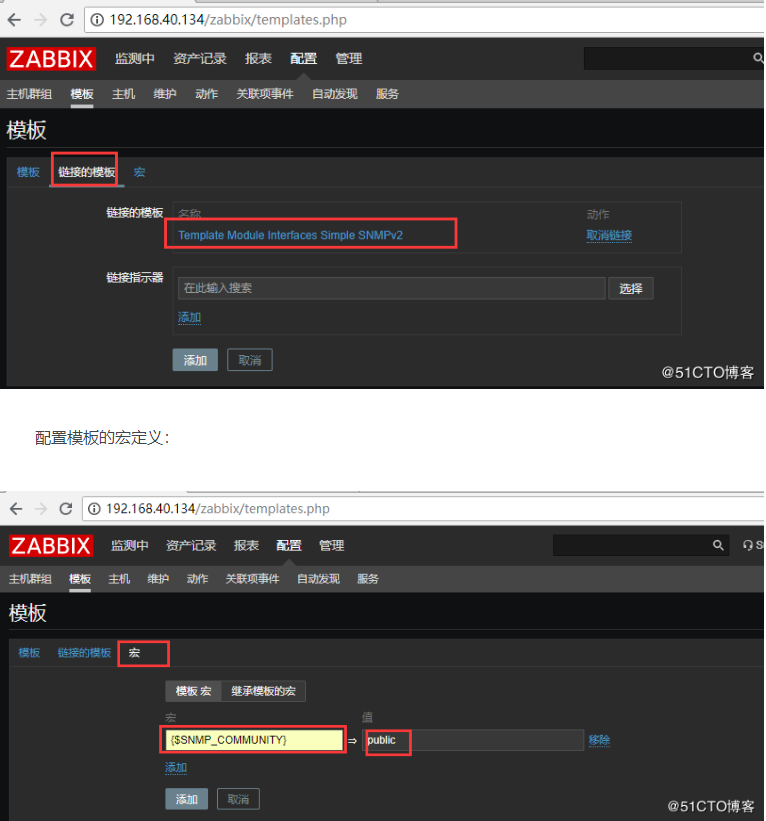 192.168.40.134/zabbix/templates.php
ZABBIX 监测中 资产记录 报表 配置 管理
主机群组 模板 主机 维护 动作 关联项事件 自动发现 服务
模板
模板 链接的模板 宏
链接的模板 名称 动作
Template Module Interfaces Simple SNMPv2 取消链接
链接指示器 在此输入搜索 选择
添加
添加 取消
@51CTO博客
配置模板的宏定义：
192.168.40.134/zabbix/templates.php
ZABBIX 监测中 资产记录 报表 配置 管理 S
主机群组 模板 主机 维护 动作 关联项事件 自动发现 服务
模板
模板 链接的模板 宏
模板 宏 继承模板的宏
宏 值
{$SNMP_COMMUNITY} ⇒ public 移除
添加
添加 取消
@51CTO博客